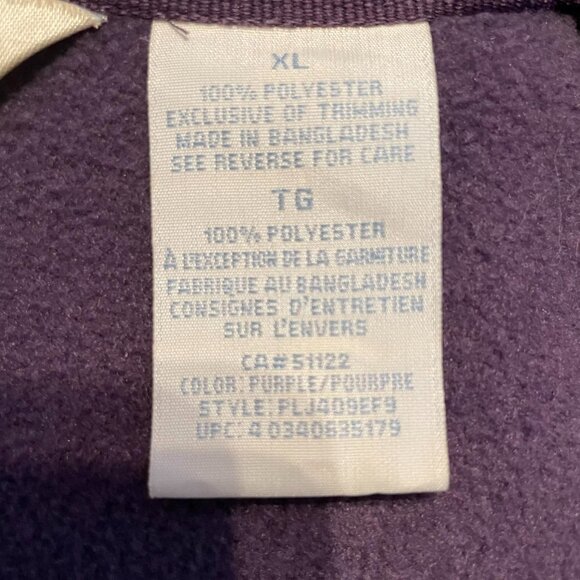 XL
100% POLYESTER
EXCLUSIVE OF TRIMMING
MADE IN BANGLADESH
SEE REVERSE FOR CARE
TG
100% POLYESTER
À L'EXCEPTION DE LA GARNITURE
FABRIQUE AU BANGLADESH
CONSIGNES D'ENTRETIEN
SUR L'ENVERS
CA# 51122
COLOR: PURPLE/POURPRE
STYLE: PLJ409EF9
UPC: 4 0340635179